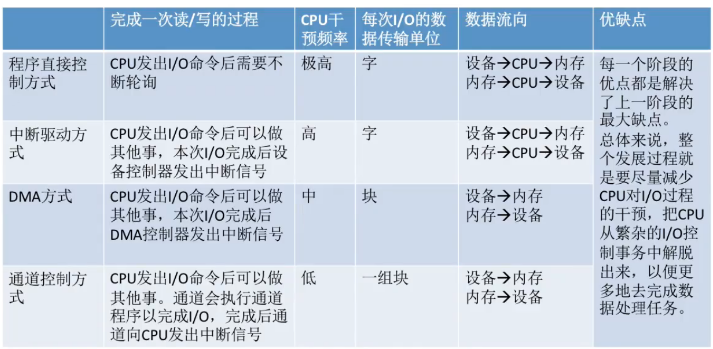 完成一次读/写的过程
CPU干
预频率
每次I/O的数
据传输单位
数据流向
优缺点
程序直接控
制方式
CPU发出I/O命令后需要不
断轮询
极高
字
设备→CPU→内存
内存→CPU→设备
每一个阶段的
优点都是解决
了上一阶段的
最大缺点。
总体来说，整
个发展过程就
是要尽量减少
CPU对I/O过程
的干预，把CPU
从繁杂的I/O控
制事务中解脱
出来，以便更
多地去完成数
据处理任务。
中断驱动方
式
CPU发出I/O命令后可以做
其他事，本次I/O完成后设
备控制器发出中断信号
高
字
设备→CPU→内存
内存→CPU→设备
DMA方式
CPU发出I/O命令后可以做
其他事，本次I/O完成后
DMA控制器发出中断信号
中
块
设备→内存
内存→设备
通道控制方
式
CPU发出I/O命令后可以做
其他事。通道会执行通道
程序以完成I/O，完成后通
道向CPU发出中断信号
低
一组块
设备→内存
内存→设备